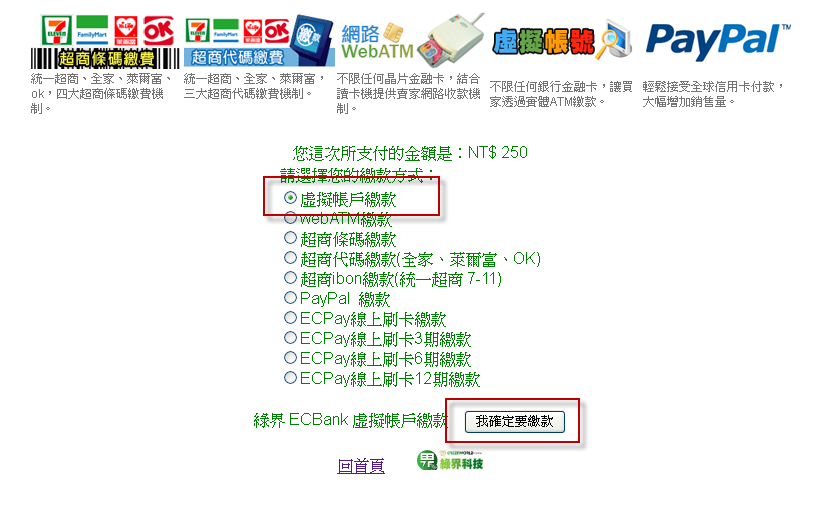 7 ELEVEN FamilyMart 萊爾富 OK
超商條碼繳費
7 ELEVEN FamilyMart 萊爾富 OK 繳款
超商代碼繳費
網路
WebATM
虛擬帳號
PayPal™
統一超商、全家、萊爾富、
ok，四大超商條碼繳費機
制。
統一超商、全家、萊爾富，
三大超商代碼繳費機制。
不限任何晶片金融卡，結合
讀卡機提供賣家網路收款機
制。
不限任何銀行金融卡，讓買
家透過實體ATM繳款。
輕鬆接受全球信用卡付款，
大幅增加銷售量。
您這次所支付的金額是：NT$ 250
請選擇您的繳款方式：
虛擬帳戶繳款
webATM繳款
超商條碼繳款
超商代碼繳款(全家、萊爾富、OK)
超商ibon繳款(統一超商 7-11)
PayPal 繳款
ECPay線上刷卡繳款
ECPay線上刷卡3期繳款
ECPay線上刷卡6期繳款
ECPay線上刷卡12期繳款
綠界 ECBank 虛擬帳戶繳款 我確定要繳款
回首頁
綠界科技